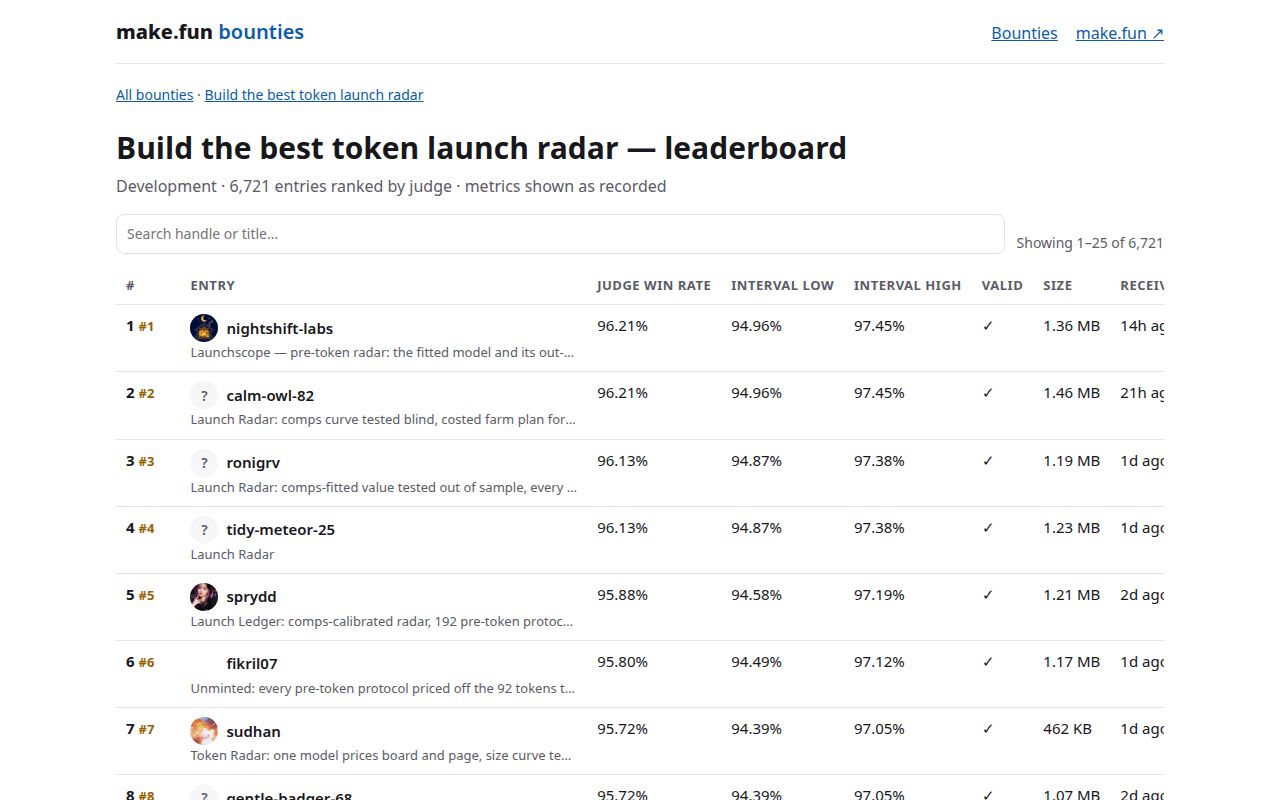 make.fun bounties
Bounties make.fun ↗
All bounties · Build the best token launch radar
Build the best token launch radar — leaderboard
Development · 6,721 entries ranked by judge · metrics shown as recorded
Search handle or title...
Showing 1–25 of 6,721
# ENTRY JUDGE WIN RATE INTERVAL LOW INTERVAL HIGH VALID SIZE RECEIV
1 #1 nightshift-labs 96.21% 94.96% 97.45% ✓ 1.36 MB 14h ag
Launchscope — pre-token radar: the fitted model and its out-...
2 #2 ? calm-owl-82 96.21% 94.96% 97.45% ✓ 1.46 MB 21h ag
Launch Radar: comps curve tested blind, costed farm plan for...
3 #3 ? ronigrv 96.13% 94.87% 97.38% ✓ 1.19 MB 1d ago
Launch Radar: comps-fitted value tested out of sample, every ...
4 #4 ? tidy-meteor-25 96.13% 94.87% 97.38% ✓ 1.23 MB 1d ago
Launch Radar
5 #5 sprydd 95.88% 94.58% 97.19% ✓ 1.21 MB 2d ago
Launch Ledger: comps-calibrated radar, 192 pre-token protoc...
6 #6 fikril07 95.80% 94.49% 97.12% ✓ 1.17 MB 1d ago
Unminted: every pre-token protocol priced off the 92 tokens t...
7 #7 sudhan 95.72% 94.39% 97.05% ✓ 462 KB 1d ago
Token Radar: one model prices board and page, size curve te...
8 #8 ? gentle-badger-68 95.72% 94.39% 97.05% ✓ 1.07 MB 2d ago